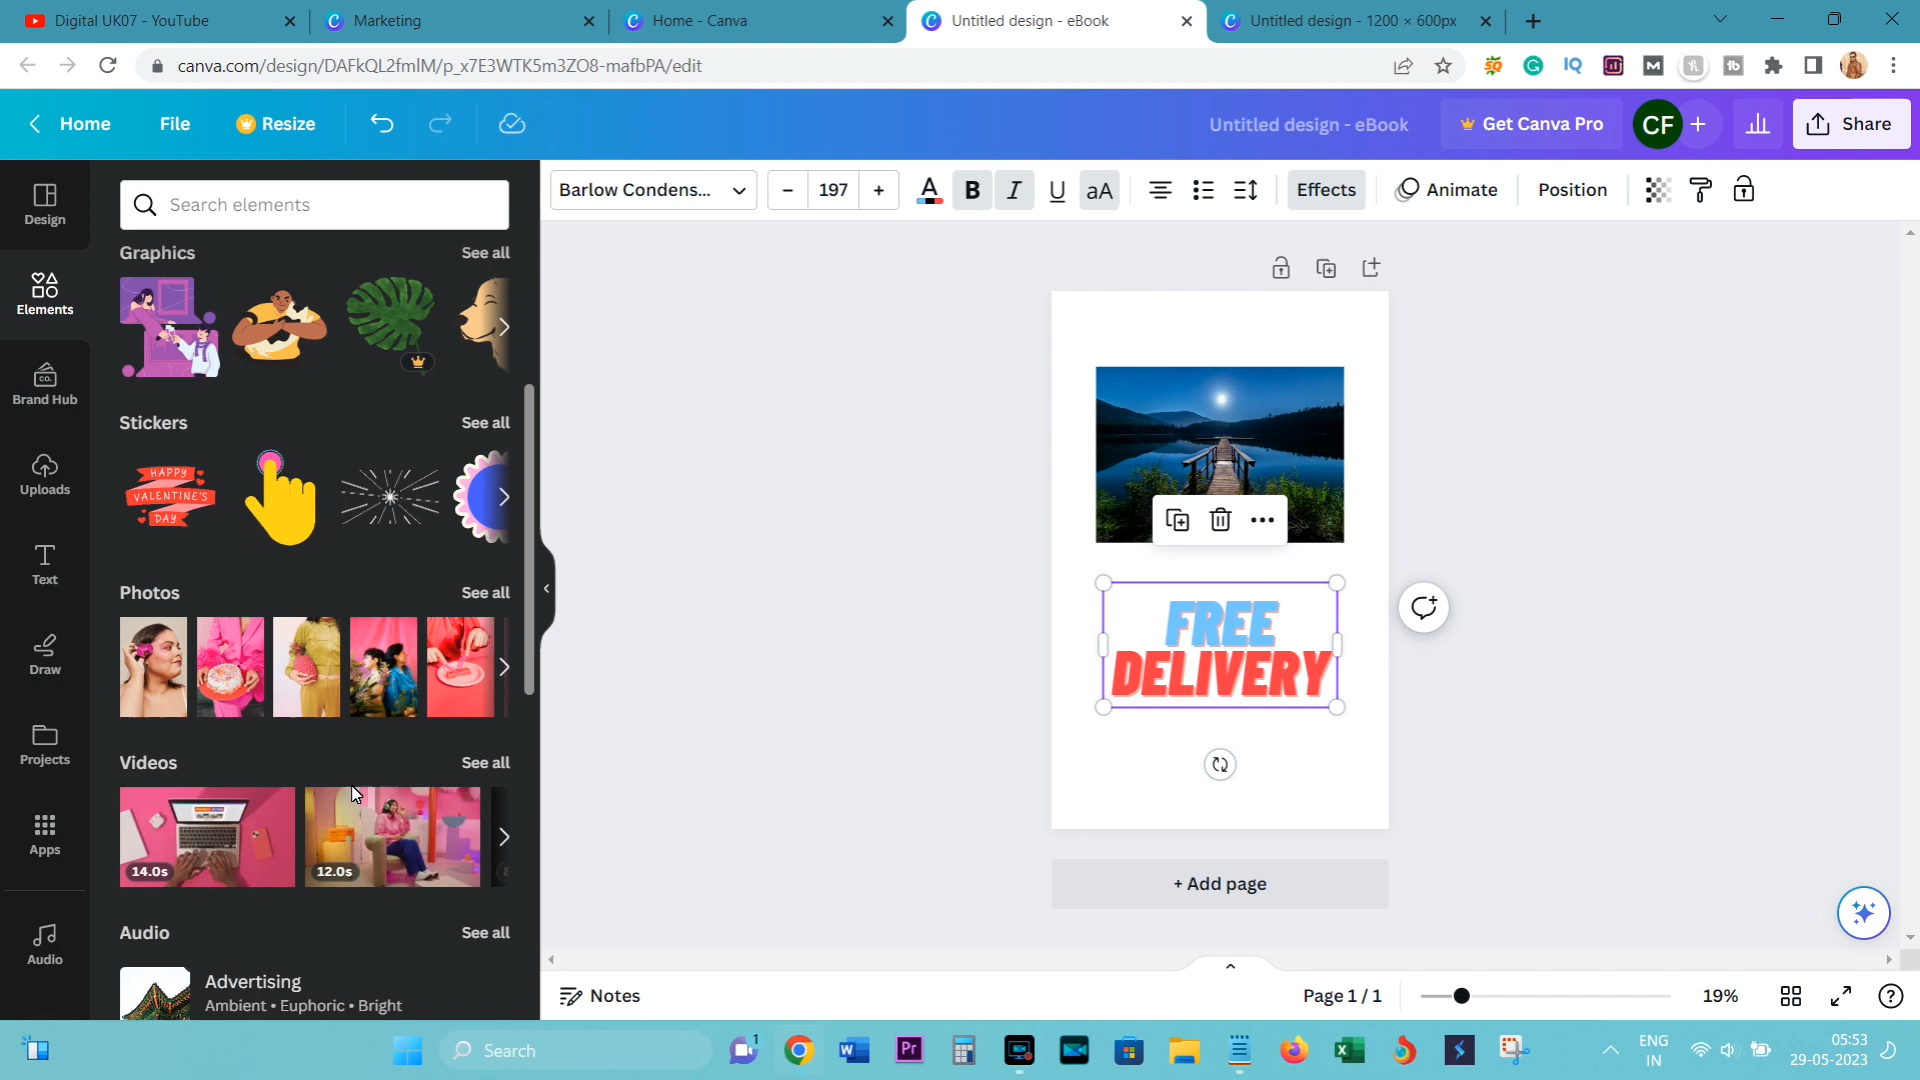 Digital UK07 - YouTube
Marketing
Home - Canva
Untitled design - eBook
Untitled design - 1200 × 600px
canva.com/design/DAFkQL2fmlM/p_x7E3WTK5m3ZO8-mafbPA/edit
Home
File
Resize
Untitled design - eBook
Get Canva Pro
CF
Share
Design
Elements
Brand Hub
Uploads
Text
Draw
Projects
Apps
Audio
Search elements
Graphics See all
Stickers See all
HAPPY
VALENTINE'S
DAY
Photos See all
Videos See all
14.0s
12.0s
Audio See all
Advertising
Ambient • Euphoric • Bright
Barlow Condens...
– 197 +
A B I U aA
Effects
Animate
Position
FREE
DELIVERY
+ Add page
Notes
Page 1 / 1
19%
Search
ENG
IN
05:53
29-05-2023